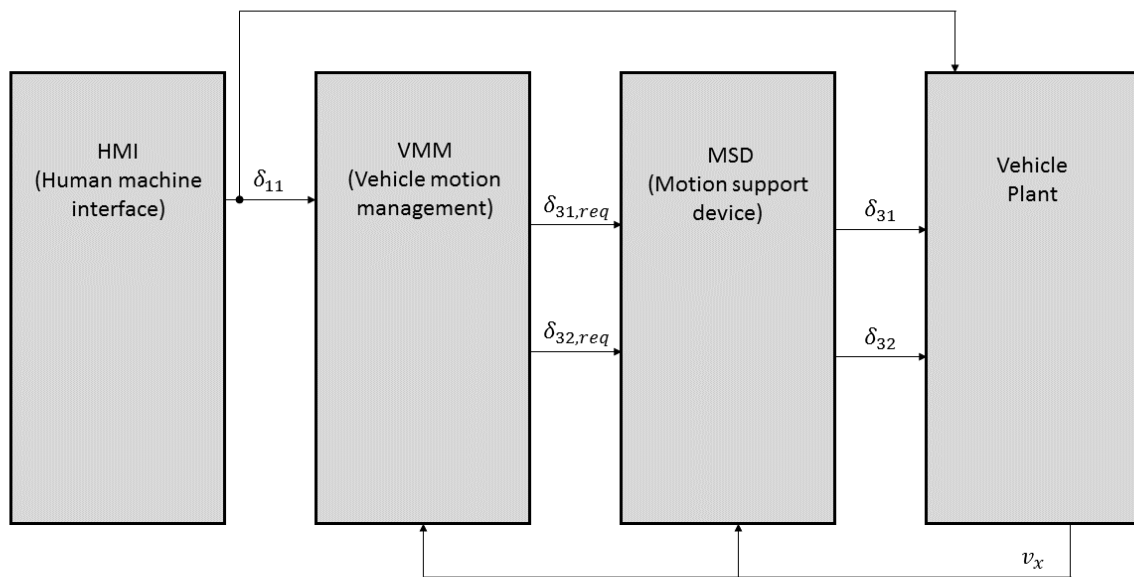 HMI
(Human machine
interface)
δ₁₁
VMM
(Vehicle motion
management)
δ₃₁,req
δ₃₂,req
MSD
(Motion support
device)
δ₃₁
δ₃₂
Vehicle
Plant
vₓ